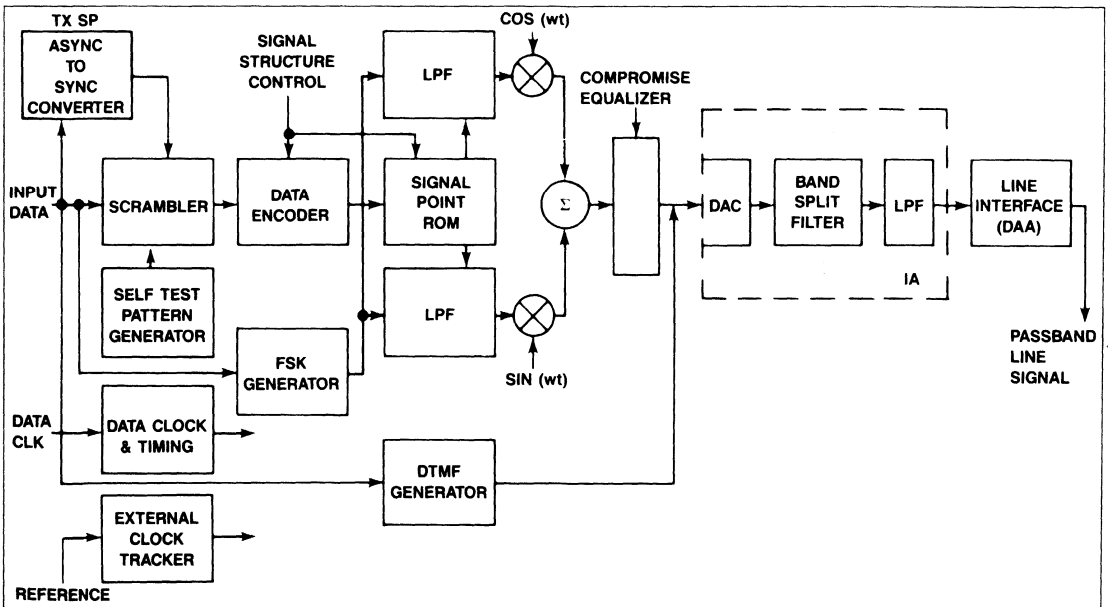 TX SP
ASYNC
TO
SYNC
CONVERTER
SIGNAL
STRUCTURE
CONTROL
LPF
COS (wt)
COMPROMISE
EQUALIZER
INPUT
DATA
SCRAMBLER
DATA
ENCODER
SIGNAL
POINT
ROM
Σ
DAC
BAND
SPLIT
FILTER
LPF
LINE
INTERFACE
(DAA)
IA
SELF TEST
PATTERN
GENERATOR
LPF
FSK
GENERATOR
SIN (wt)
PASSBAND
LINE
SIGNAL
DATA
CLK
DATA CLOCK
& TIMING
DTMF
GENERATOR
EXTERNAL
CLOCK
TRACKER
REFERENCE